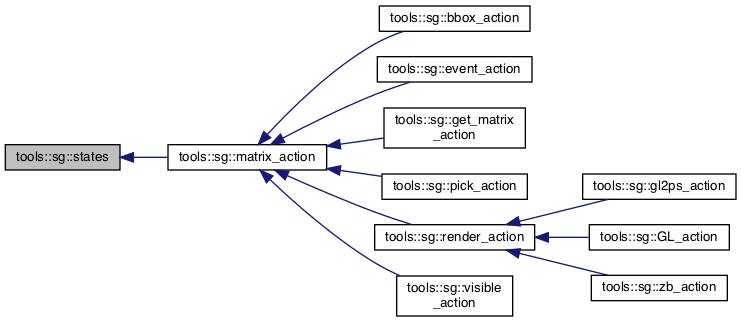 tools::sg::bbox_action
tools::sg::event_action
tools::sg::get_matrix
_action
tools::sg::states
tools::sg::matrix_action
tools::sg::pick_action
tools::sg::gl2ps_action
tools::sg::render_action
tools::sg::GL_action
tools::sg::visible
_action
tools::sg::zb_action